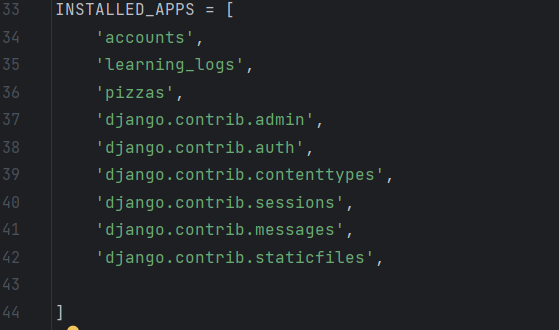 33 INSTALLED_APPS = [
34     'accounts',
35     'learning_logs',
36     'pizzas',
37     'django.contrib.admin',
38     'django.contrib.auth',
39     'django.contrib.contenttypes',
40     'django.contrib.sessions',
41     'django.contrib.messages',
42     'django.contrib.staticfiles',
43
44 ]